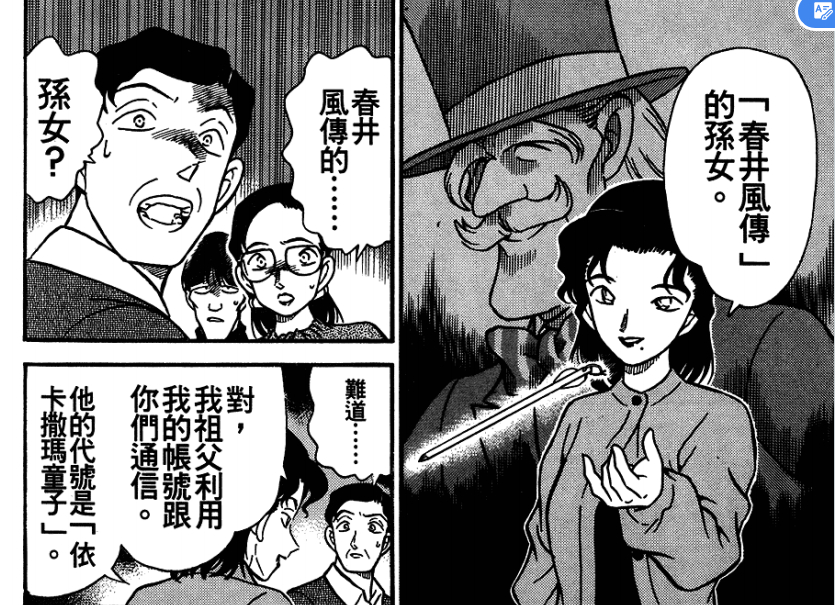 「春井風傳」
的孫女。
春井
風傳的……
孫女？
難道……
對，
我祖父利用
我的帳號跟
你們通信。
他的代號是「依
卡撒瑪童子」。